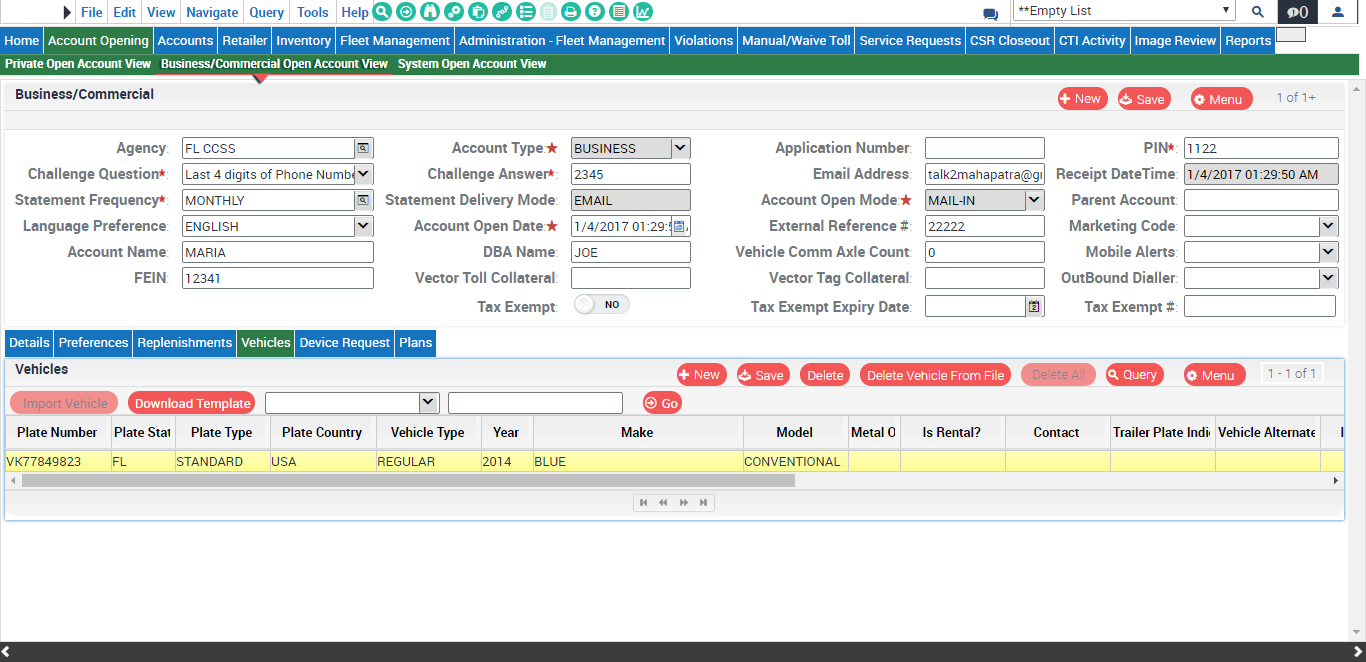 File Edit View Navigate Query Tools Help **Empty List 0
Home Account Opening Accounts Retailer Inventory Fleet Management Administration - Fleet Management Violations Manual/Waive Toll Service Requests CSR Closeout CTI Activity Image Review Reports
Private Open Account View Business/Commercial Open Account View System Open Account View
Business/Commercial New Save Menu 1 of 1+
Agency: FL CCSS Account Type: BUSINESS Application Number: PIN*: 1122
Challenge Question*: Last 4 digits of Phone Numbe Challenge Answer*: 2345 Email Address: talk2mahapatra@g Receipt DateTime: 1/4/2017 01:29:50 AM
Statement Frequency*: MONTHLY Statement Delivery Mode: EMAIL Account Open Mode: MAIL-IN Parent Account:
Language Preference: ENGLISH Account Open Date: 1/4/2017 01:29: External Reference #: 22222 Marketing Code:
Account Name: MARIA DBA Name: JOE Vehicle Comm Axle Count: 0 Mobile Alerts:
FEIN: 12341 Vector Toll Collateral: Vector Tag Collateral: OutBound Dialler:
Tax Exempt: NO Tax Exempt Expiry Date: Tax Exempt #:
Details Preferences Replenishments Vehicles Device Request Plans
Vehicles New Save Delete Delete Vehicle From File Delete All Query Menu 1 - 1 of 1
Import Vehicle Download Template Go
Plate Number Plate Stat Plate Type Plate Country Vehicle Type Year Make Model Metal O Is Rental? Contact Trailer Plate Indi Vehicle Alternate
VK77849823 FL STANDARD USA REGULAR 2014 BLUE CONVENTIONAL